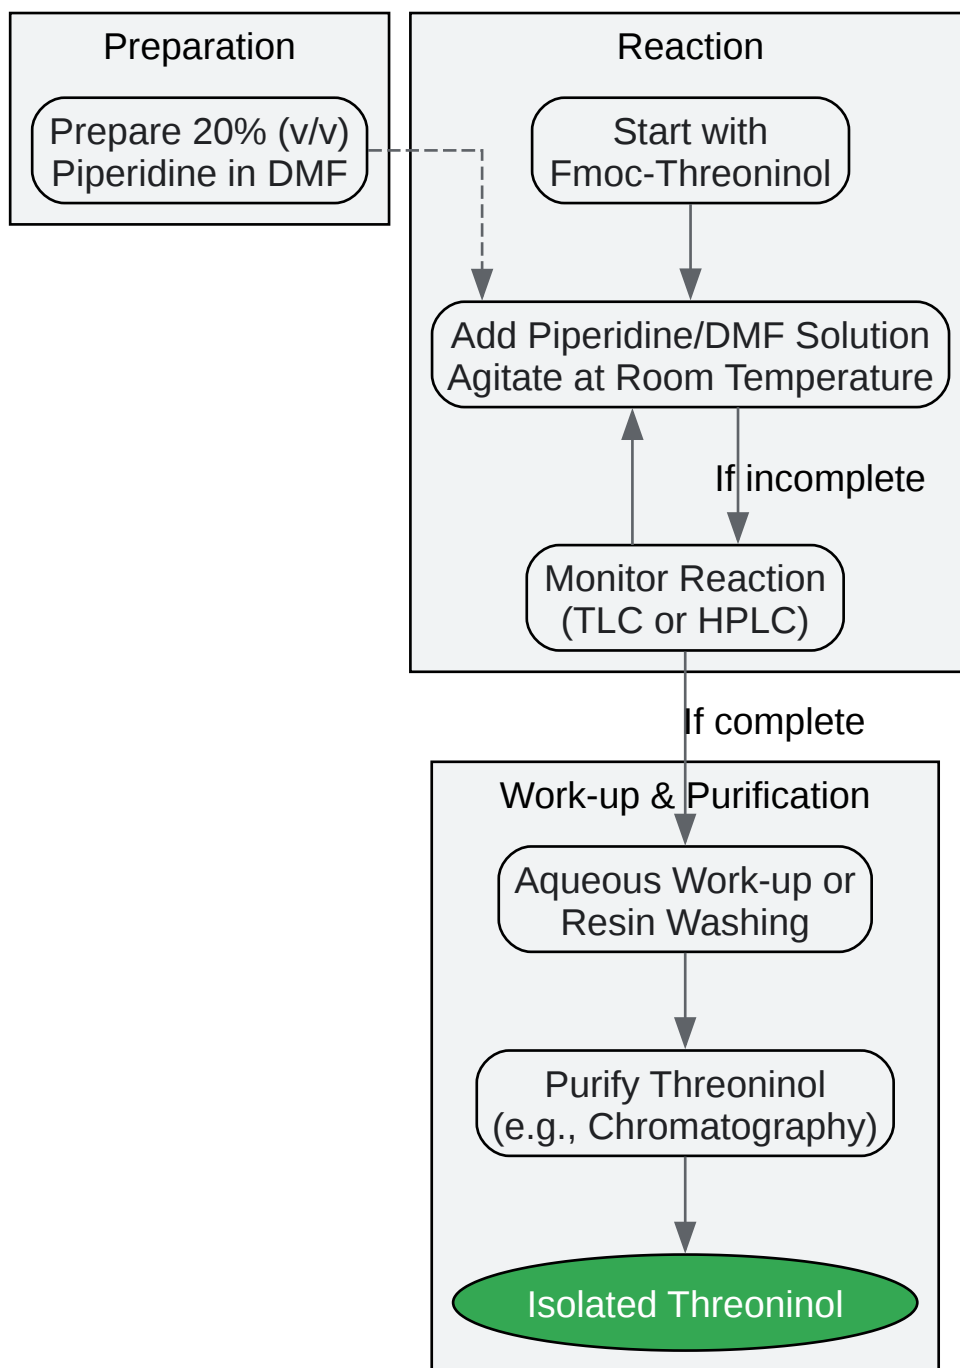 Preparation
Prepare 20% (v/v)
Piperidine in DMF
Reaction
Start with
Fmoc-Threoninol
Add Piperidine/DMF Solution
Agitate at Room Temperature
If incomplete
Monitor Reaction
(TLC or HPLC)
If complete
Work-up & Purification
Aqueous Work-up or
Resin Washing
Purify Threoninol
(e.g., Chromatography)
Isolated Threoninol